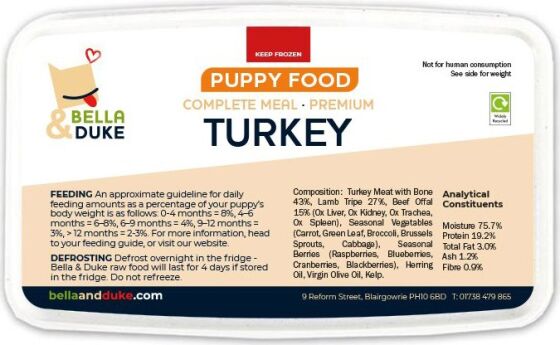 KEEP FROZEN
PUPPY FOOD
COMPLETE MEAL · PREMIUM
TURKEY
BELLA
& DUKE
Not for human consumption
See side for weight
Widely
Recycled
FEEDING An approximate guideline for daily
feeding amounts as a percentage of your puppy's
body weight is as follows: 0-4 months = 8%, 4–6
months = 6–8%, 6–9 months = 4%, 9–12 months =
3%, > 12 months = 2-3%. For more information, head
to your feeding guide, or visit our website.
DEFROSTING Defrost overnight in the fridge -
Bella & Duke raw food will last for 4 days if stored
in the fridge. Do not refreeze.
Composition: Turkey Meat with Bone
43%, Lamb Tripe 27%, Beef Offal
15% (Ox Liver, Ox Kidney, Ox Trachea,
Ox Spleen), Seasonal Vegetables
(Carrot, Green Leaf, Broccoli, Brussels
Sprouts, Cabbage), Seasonal
Berries (Raspberries, Blueberries,
Cranberries, Blackberries), Herring
Oil, Virgin Olive Oil, Kelp.
Analytical
Constituents
Moisture 75.7%
Protein 19.2%
Total Fat 3.0%
Ash 1.2%
Fibre 0.9%
bellaandduke.com
9 Reform Street, Blairgowrie PH10 6BD T: 01738 479 865